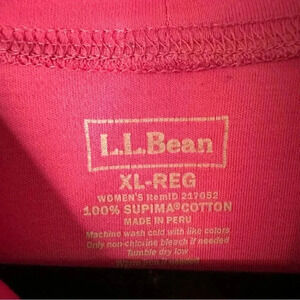 L.L.Bean
XL-REG
WOMEN'S ItemID 217052
100% SUPIMA® COTTON
MADE IN PERU
Machine wash cold with like colors
Only non-chlorine bleach if needed
Tumble dry low